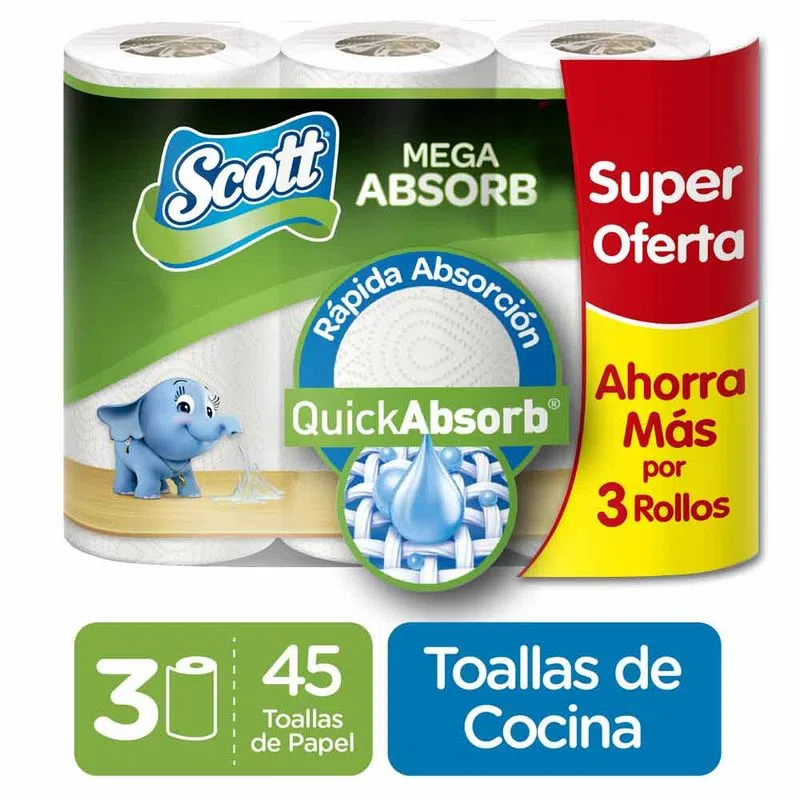 Scott®
MEGA
ABSORB
Super
Oferta
Rápida Absorción
QuickAbsorb®
Ahorra
Más
por
3 Rollos
3
45
Toallas
de Papel
Toallas de
Cocina